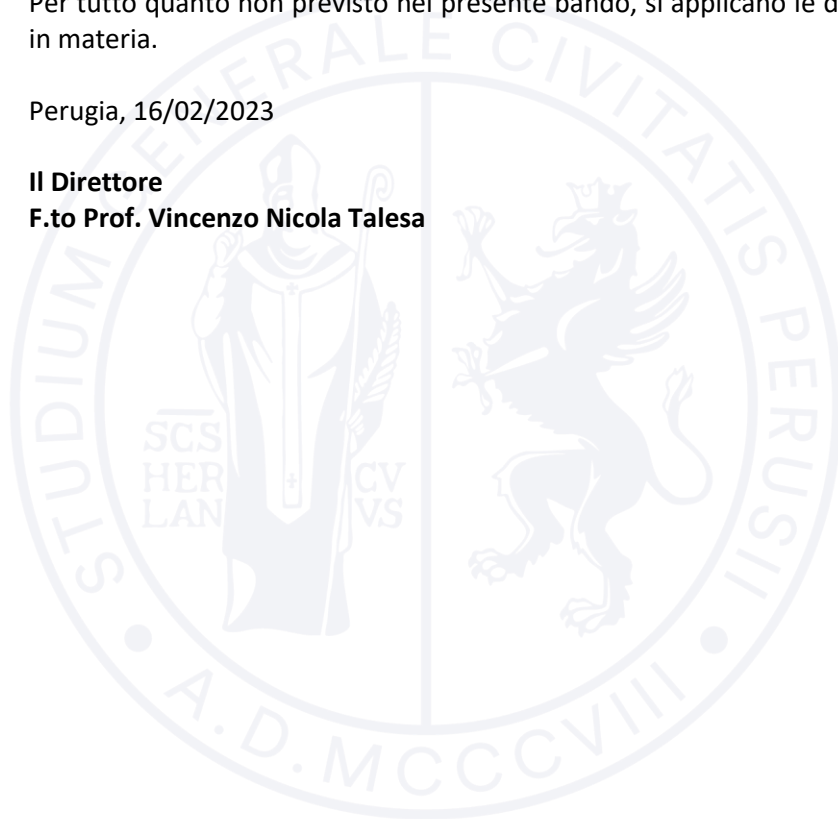 Per tutto quanto non previsto nel presente bando, si applicano le d
in materia.
Perugia, 16/02/2023
Il Direttore
F.to Prof. Vincenzo Nicola Talesa
STUDIUM GENERALE CIVITATIS PERUSII
SCS
HER
LAN
CV
VS
A.D. MCCCVIII